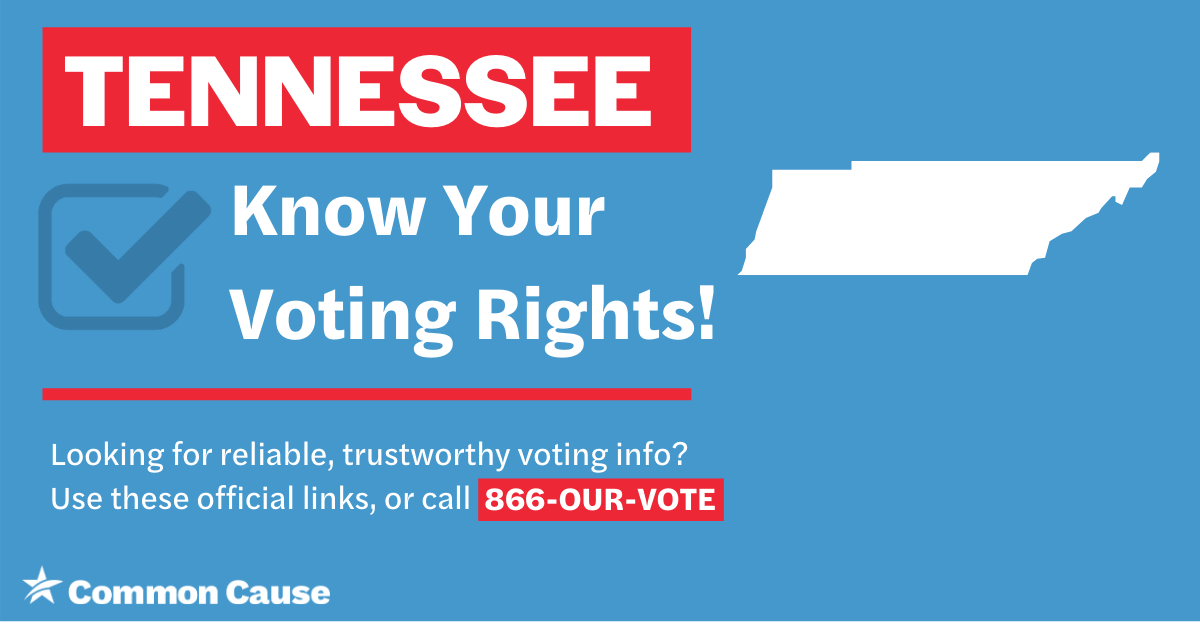 TENNESSEE
Know Your
Voting Rights!
Looking for reliable, trustworthy voting info?
Use these official links, or call 866-OUR-VOTE
Common Cause